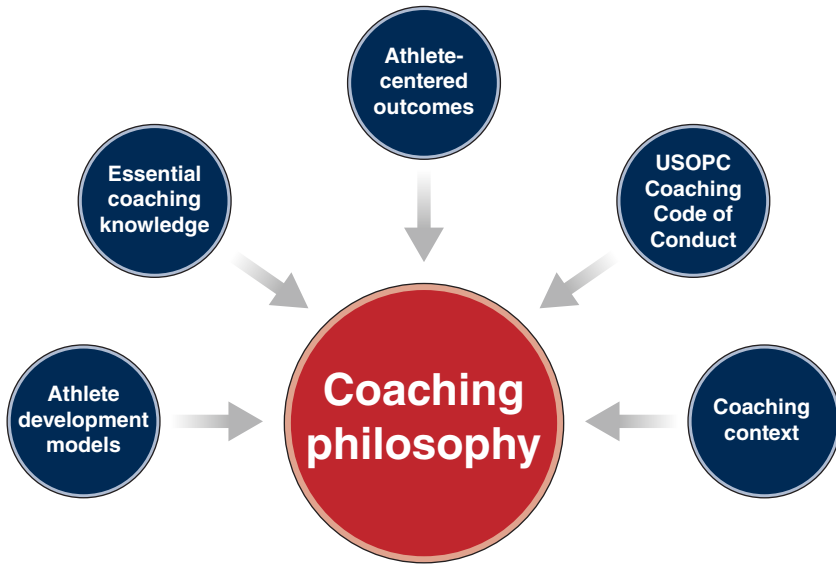 Athlete-
centered
outcomes
Essential
coaching
knowledge
USOPC
Coaching
Code of
Conduct
Athlete
development
models
Coaching
philosophy
Coaching
context